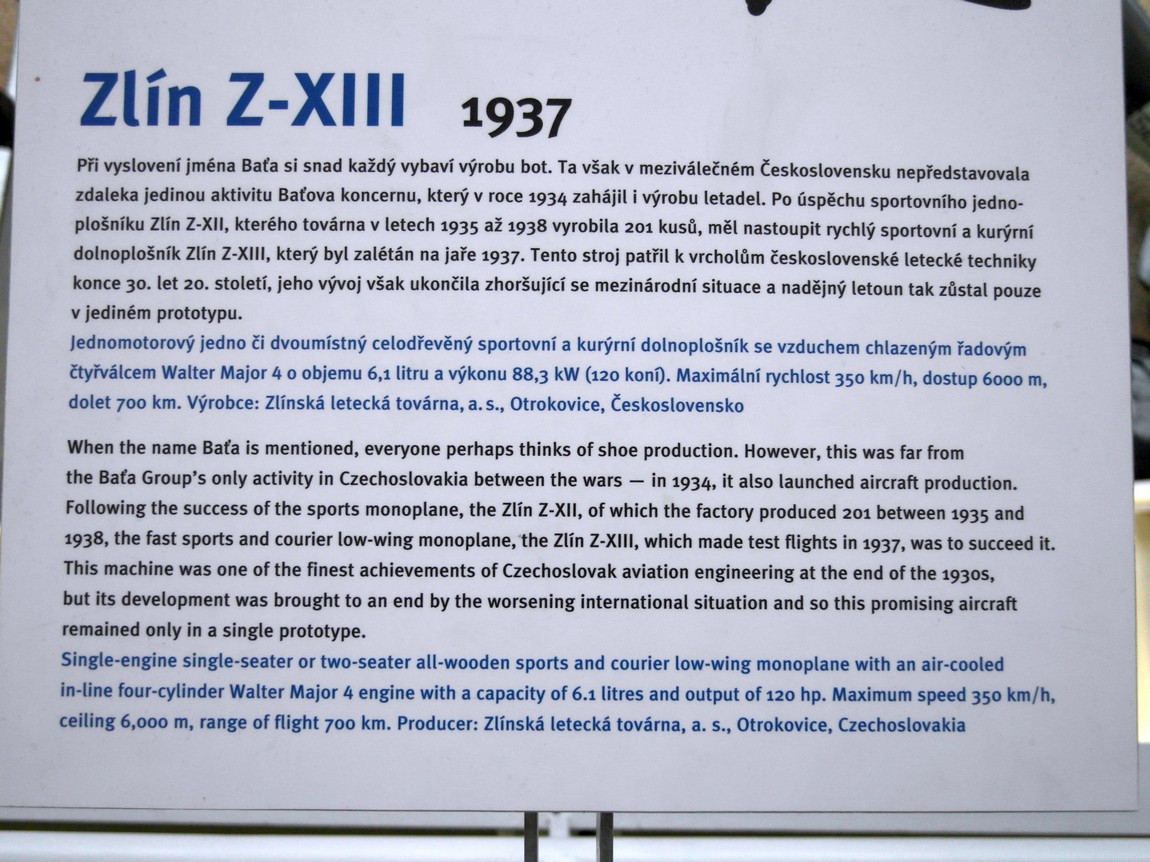 Zlín Z-XIII 1937
Při vyslovení jména Baťa si snad každý vybaví výrobu bot. Ta však v meziválečném Československu nepředstavovala
zdaleka jedinou aktivitu Baťova koncernu, který v roce 1934 zahájil i výrobu letadel. Po úspěchu sportovního jedno-
plošníku Zlín Z-XII, kterého továrna v letech 1935 až 1938 vyrobila 201 kusů, měl nastoupit rychlý sportovní a kurýrní
dolnoplošník Zlín Z-XIII, který byl zalétán na jaře 1937. Tento stroj patřil k vrcholům československé letecké techniky
konce 30. let 20. století, jeho vývoj však ukončila zhoršující se mezinárodní situace a nadějný letoun tak zůstal pouze
v jediném prototypu.
Jednomotorový jedno či dvoumístný celodřevěný sportovní a kurýrní dolnoplošník se vzduchem chlazeným řadovým
čtyřválcem Walter Major 4 o objemu 6,1 litru a výkonu 88,3 kW (120 koní). Maximální rychlost 350 km/h, dostup 6000 m,
dolet 700 km. Výrobce: Zlínská letecká továrna, a. s., Otrokovice, Československo
When the name Baťa is mentioned, everyone perhaps thinks of shoe production. However, this was far from
the Baťa Group's only activity in Czechoslovakia between the wars — in 1934, it also launched aircraft production.
Following the success of the sports monoplane, the Zlín Z-XII, of which the factory produced 201 between 1935 and
1938, the fast sports and courier low-wing monoplane, the Zlín Z-XIII, which made test flights in 1937, was to succeed it.
This machine was one of the finest achievements of Czechoslovak aviation engineering at the end of the 1930s,
but its development was brought to an end by the worsening international situation and so this promising aircraft
remained only in a single prototype.
Single-engine single-seater or two-seater all-wooden sports and courier low-wing monoplane with an air-cooled
in-line four-cylinder Walter Major 4 engine with a capacity of 6.1 litres and output of 120 hp. Maximum speed 350 km/h,
ceiling 6,000 m, range of flight 700 km. Producer: Zlínská letecká továrna, a. s., Otrokovice, Czechoslovakia